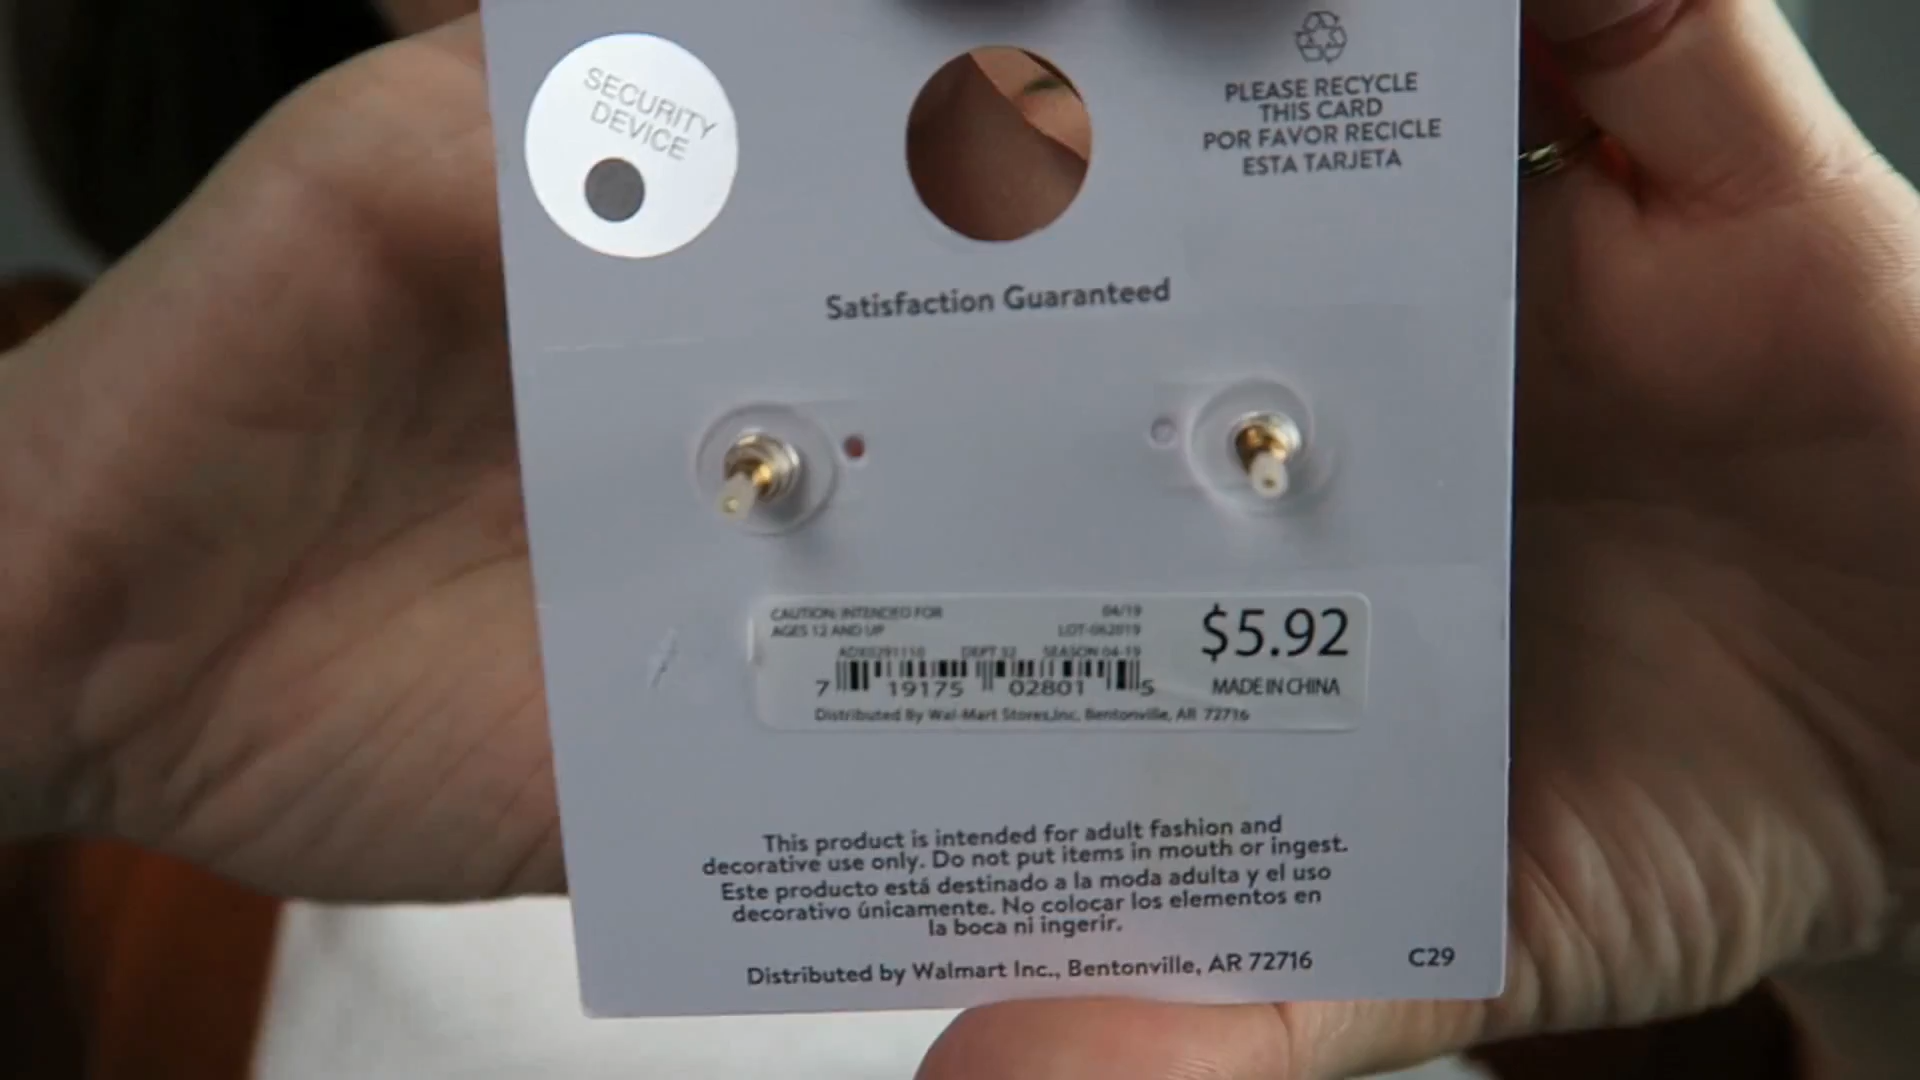 SECURITY
DEVICE
PLEASE RECYCLE
THIS CARD
POR FAVOR RECICLE
ESTA TARJETA
Satisfaction Guaranteed
CAUTION: INTENDED FOR
AGES 12 AND UP
04/19
LOT-062019
$5.92
DEPT 32 SEASON 04-19
7 19175 02801 5
MADE IN CHINA
Distributed By Wal-Mart Stores,Inc. Bentonville, AR 72716
This product is intended for adult fashion and
decorative use only. Do not put items in mouth or ingest.
Este producto está destinado a la moda adulta y el uso
decorativo únicamente. No colocar los elementos en
la boca ni ingerir.
Distributed by Walmart Inc., Bentonville, AR 72716
C29